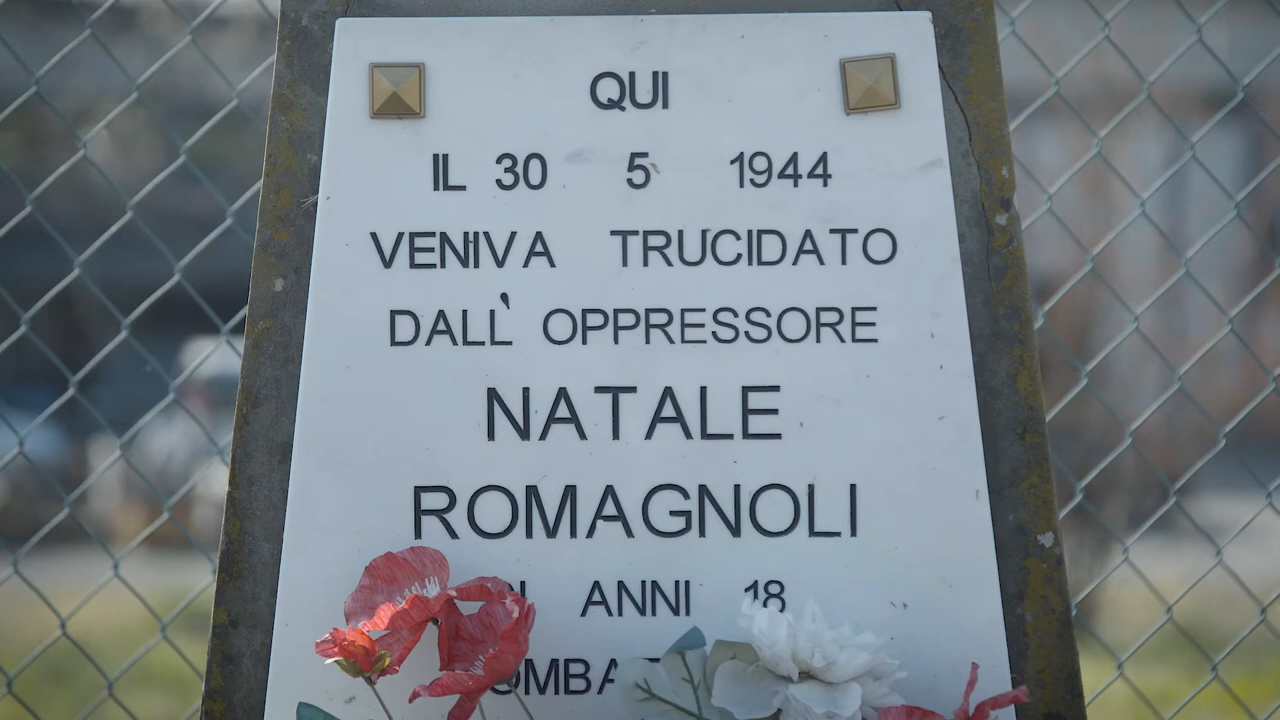 QUI
IL 30 5 1944
VENIVA TRUCIDATO
DALL' OPPRESSORE
NATALE
ROMAGNOLI
ANNI 18